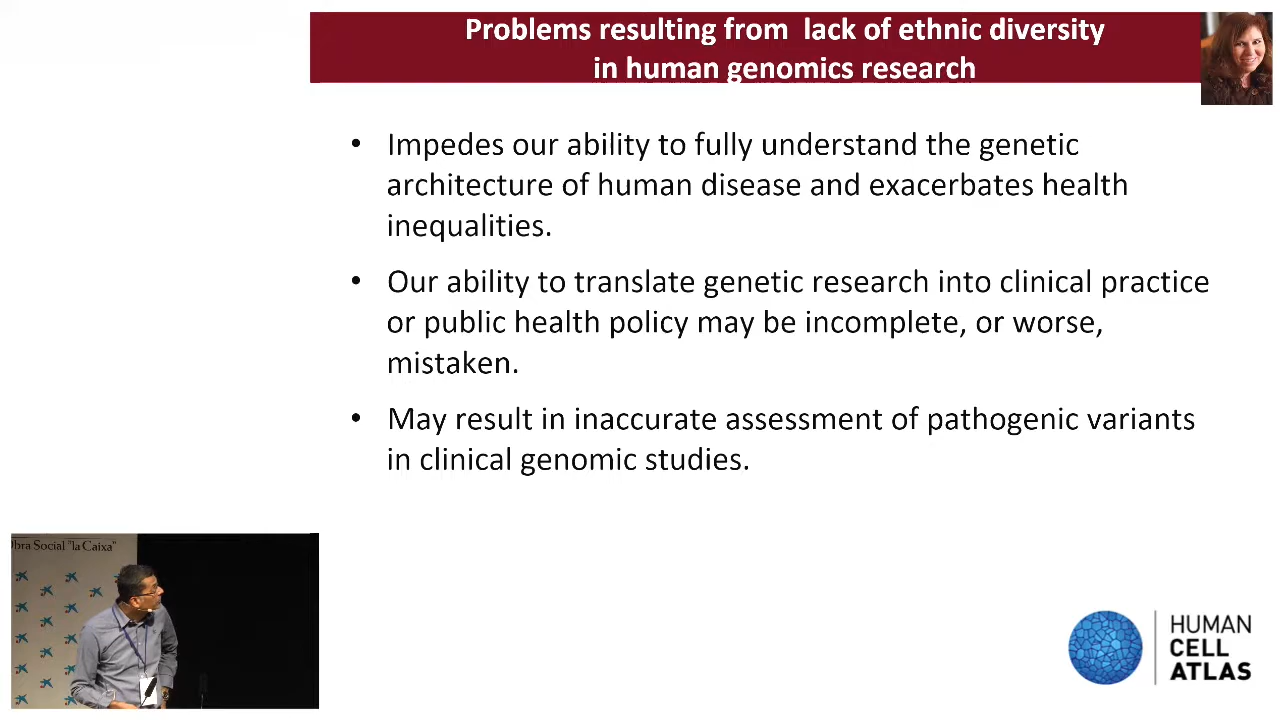 Problems resulting from  lack of ethnic diversity
in human genomics research
• Impedes our ability to fully understand the genetic
architecture of human disease and exacerbates health
inequalities.
• Our ability to translate genetic research into clinical practice
or public health policy may be incomplete, or worse,
mistaken.
• May result in inaccurate assessment of pathogenic variants
in clinical genomic studies.
Obra Social "la Caixa"
HUMAN
CELL
ATLAS